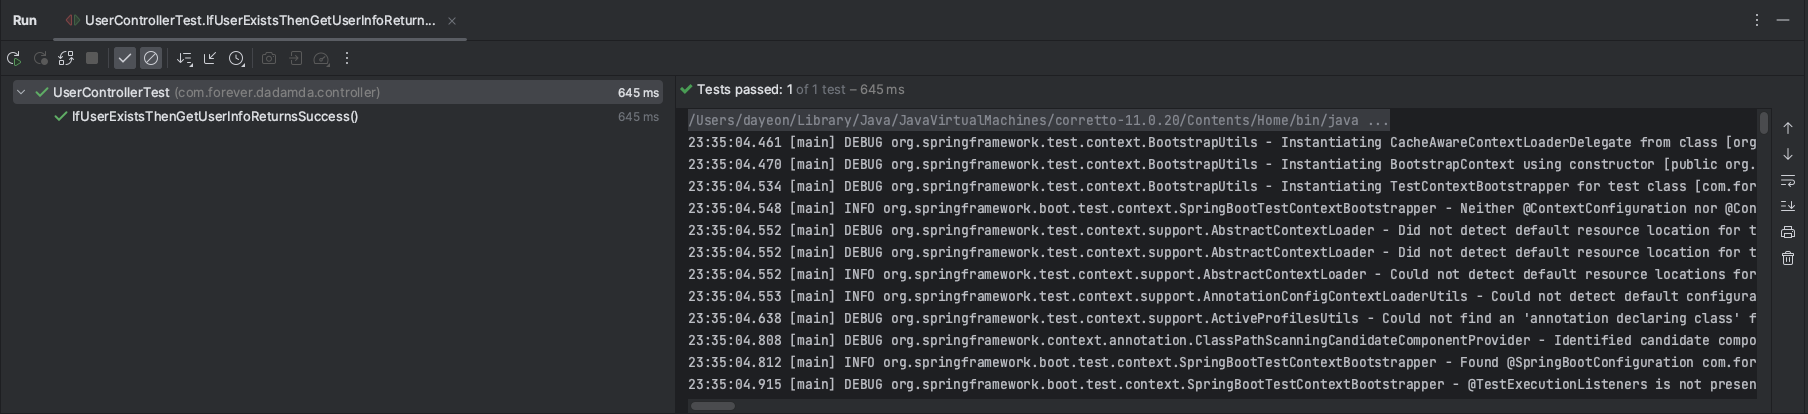 Run UserControllerTest.IfUserExistsThenGetUserInfoReturn...
UserControllerTest (com.forever.dadamda.controller) 645 ms
IfUserExistsThenGetUserInfoReturnsSuccess() 645 ms
Tests passed: 1 of 1 test – 645 ms
/Users/dayeon/Library/Java/JavaVirtualMachines/corretto-11.0.20/Contents/Home/bin/java ...
23:35:04.461 [main] DEBUG org.springframework.test.context.BootstrapUtils - Instantiating CacheAwareContextLoaderDelegate from class [org
23:35:04.470 [main] DEBUG org.springframework.test.context.BootstrapUtils - Instantiating BootstrapContext using constructor [public org.
23:35:04.534 [main] DEBUG org.springframework.test.context.BootstrapUtils - Instantiating TestContextBootstrapper for test class [com.for
23:35:04.548 [main] INFO org.springframework.boot.test.context.SpringBootTestContextBootstrapper - Neither @ContextConfiguration nor @Con
23:35:04.552 [main] DEBUG org.springframework.test.context.support.AbstractContextLoader - Did not detect default resource location for t
23:35:04.552 [main] DEBUG org.springframework.test.context.support.AbstractContextLoader - Did not detect default resource location for t
23:35:04.552 [main] INFO org.springframework.test.context.support.AbstractContextLoader - Could not detect default resource locations for
23:35:04.553 [main] INFO org.springframework.test.context.support.AnnotationConfigContextLoaderUtils - Could not detect default configura
23:35:04.638 [main] DEBUG org.springframework.test.context.support.ActiveProfilesUtils - Could not find an 'annotation declaring class' f
23:35:04.808 [main] DEBUG org.springframework.context.annotation.ClassPathScanningCandidateComponentProvider - Identified candidate compo
23:35:04.812 [main] INFO org.springframework.boot.test.context.SpringBootTestContextBootstrapper - Found @SpringBootConfiguration com.for
23:35:04.915 [main] DEBUG org.springframework.boot.test.context.SpringBootTestContextBootstrapper - @TestExecutionListeners is not presen